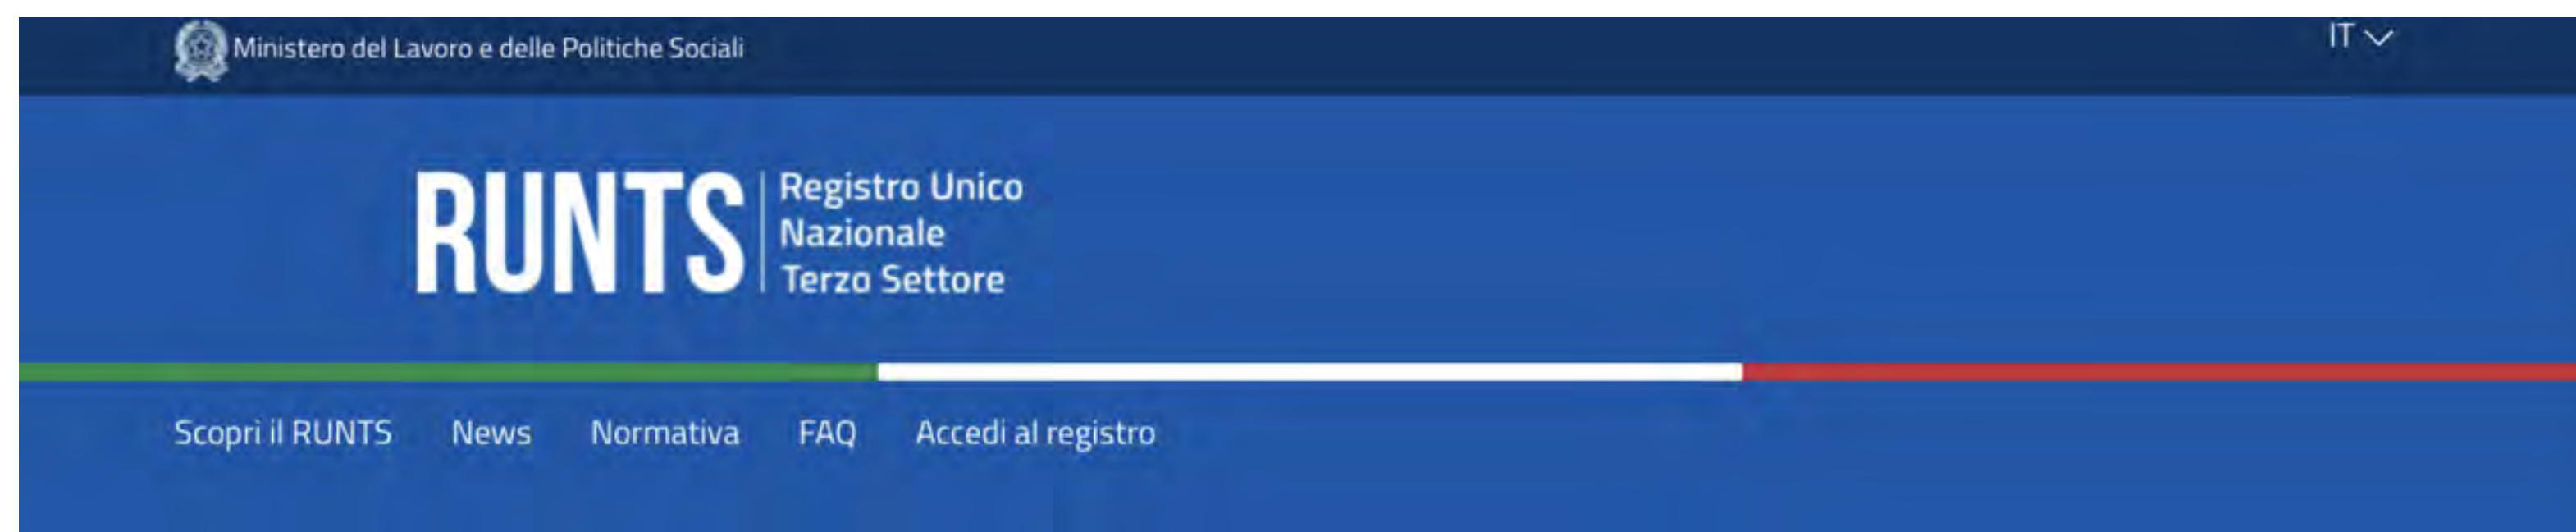 Ministero del Lavoro e delle Politiche Sociali
IT
RUNTS
Registro Unico
Nazionale
Terzo Settore
Scopri il RUNTS
News
Normativa
FAQ
Accedi al registro